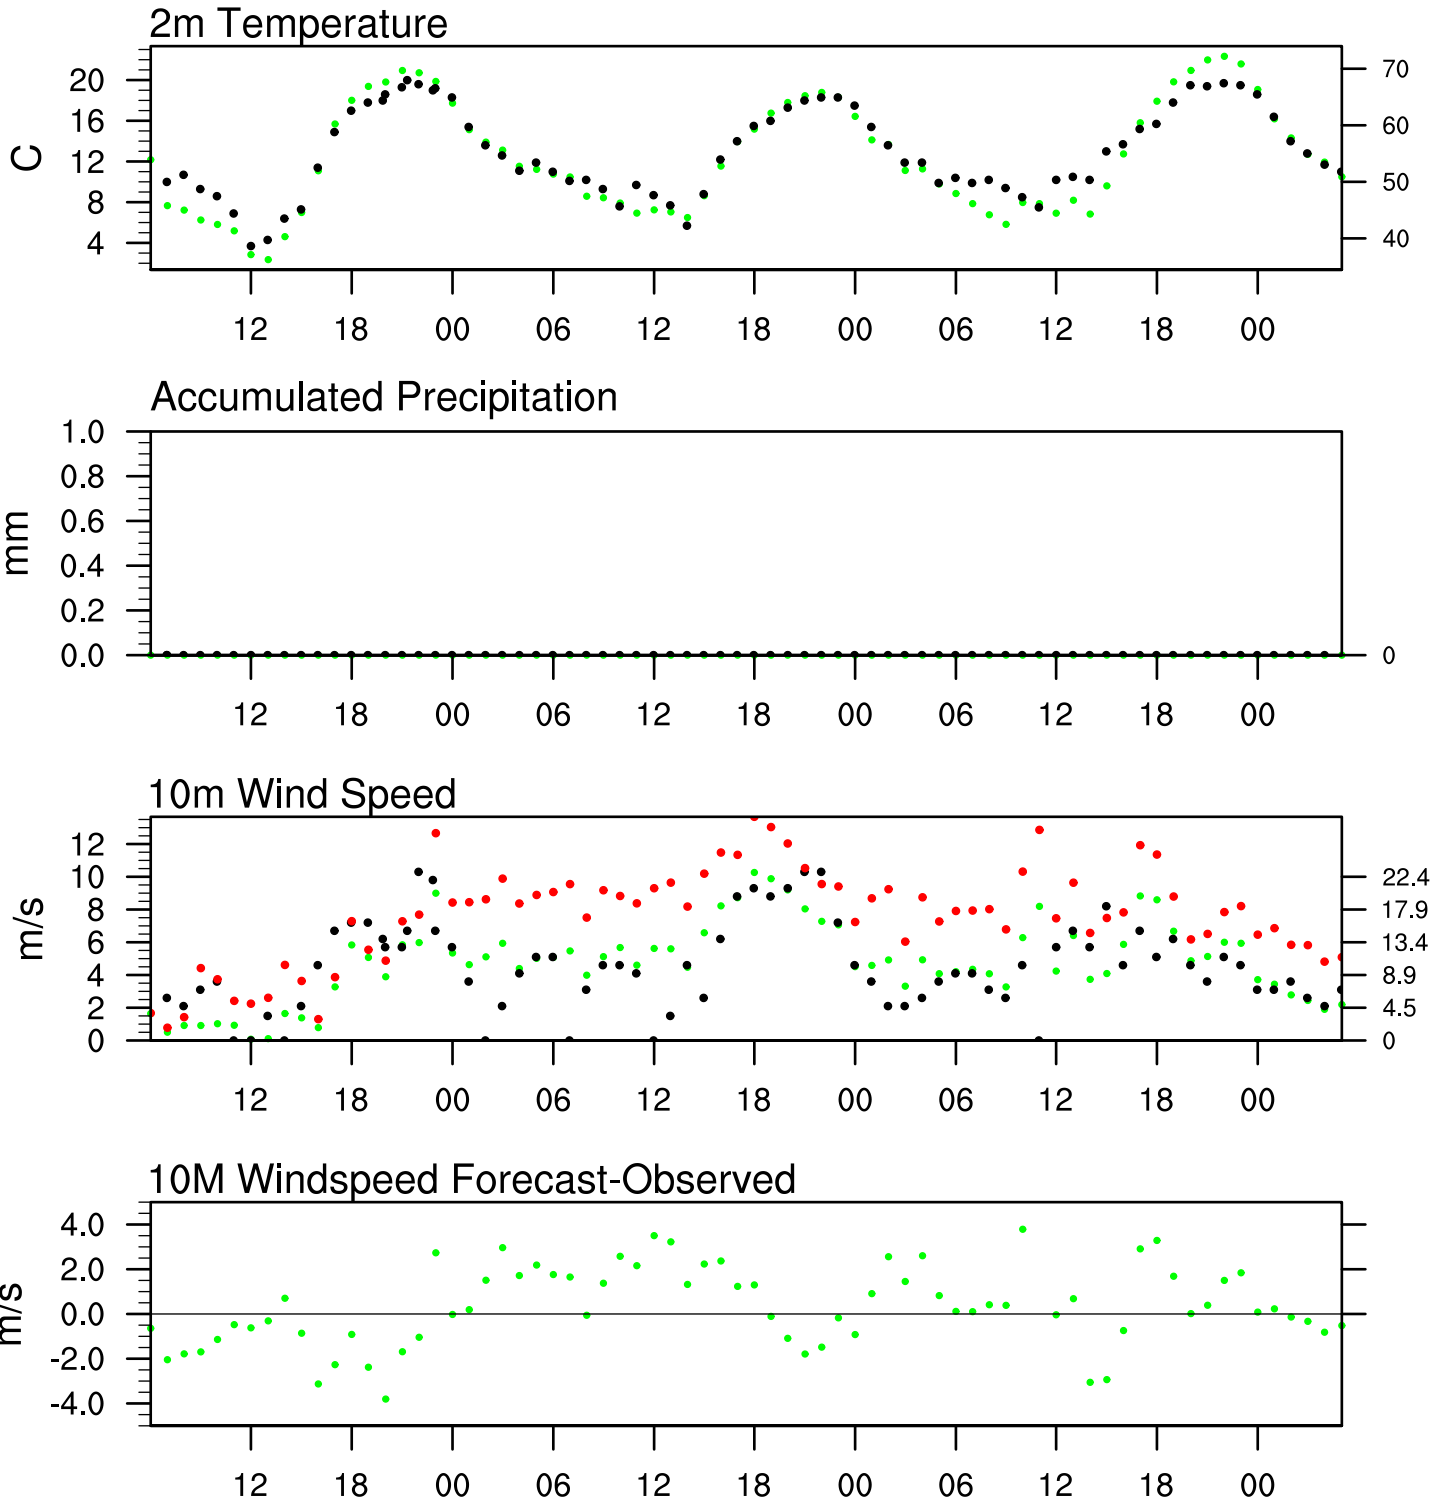 2m Temperature
C
20
16
12
8
4
70
60
50
40
12 18 00 06 12 18 00 06 12 18 00
Accumulated Precipitation
mm
1.0
0.8
0.6
0.4
0.2
0.0
0
12 18 00 06 12 18 00 06 12 18 00
10m Wind Speed
m/s
12
10
8
6
4
2
0
22.4
17.9
13.4
8.9
4.5
0
12 18 00 06 12 18 00 06 12 18 00
10M Windspeed Forecast-Observed
m/s
4.0
2.0
0.0
-2.0
-4.0
12 18 00 06 12 18 00 06 12 18 00